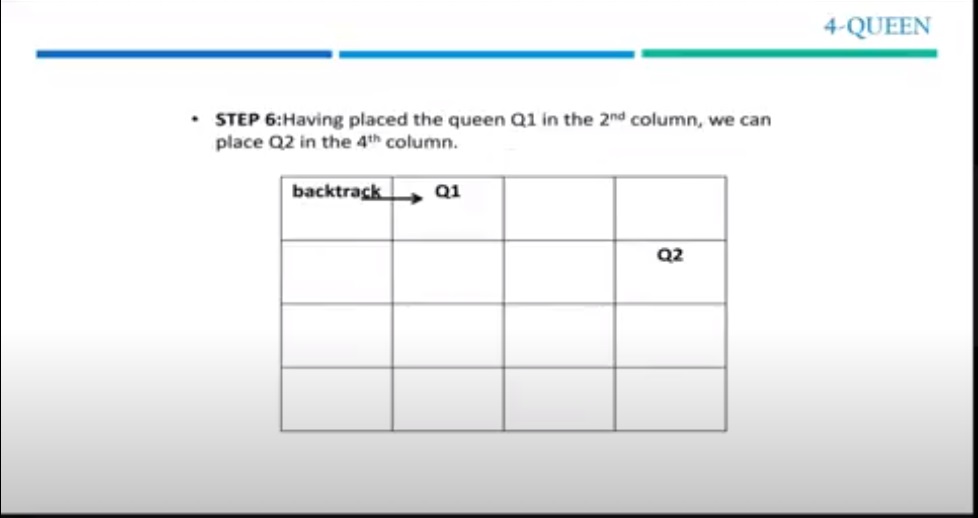 4-QUEEN
• STEP 6:Having placed the queen Q1 in the 2nd column, we can
place Q2 in the 4th column.
backtrack Q1
Q2